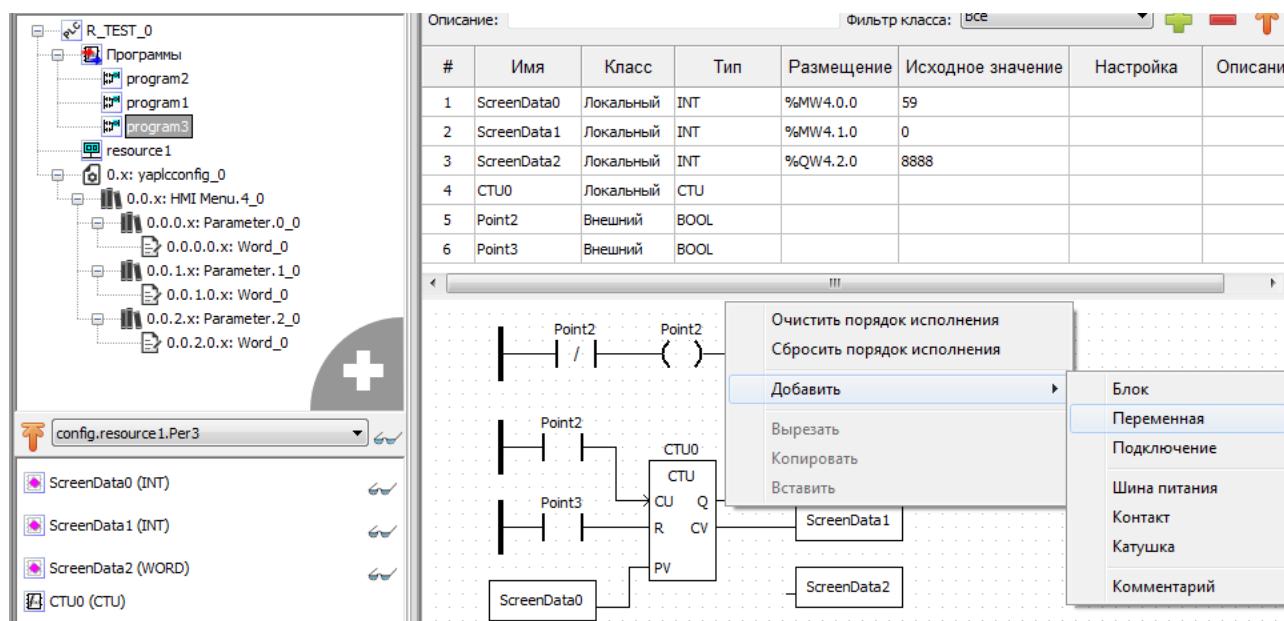 R_TEST_0
Программы
program2
program1
program3
resource1
0.x: yaplcconfig_0
0.0.x: HMI Menu.4_0
0.0.0.x: Parameter.0_0
0.0.0.0.x: Word_0
0.0.1.x: Parameter.1_0
0.0.1.0.x: Word_0
0.0.2.x: Parameter.2_0
0.0.2.0.x: Word_0
config.resource1.Per3
ScreenData0 (INT)
ScreenData1 (INT)
ScreenData2 (WORD)
CTU0 (CTU)
Описание: Фильтр класса: Все
# Имя Класс Тип Размещение Исходное значение Настройка Описани
1 ScreenData0 Локальный INT %MW4.0.0 59
2 ScreenData1 Локальный INT %MW4.1.0 0
3 ScreenData2 Локальный INT %QW4.2.0 8888
4 CTU0 Локальный CTU
5 Point2 Внешний BOOL
6 Point3 Внешний BOOL
Point2 Point2
/
Point2
CTU0
CTU
CU Q
Point3
R CV
PV
ScreenData0
ScreenData1
ScreenData2
Очистить порядок исполнения
Сбросить порядок исполнения
Добавить
Вырезать
Копировать
Вставить
Блок
Переменная
Подключение
Шина питания
Контакт
Катушка
Комментарий